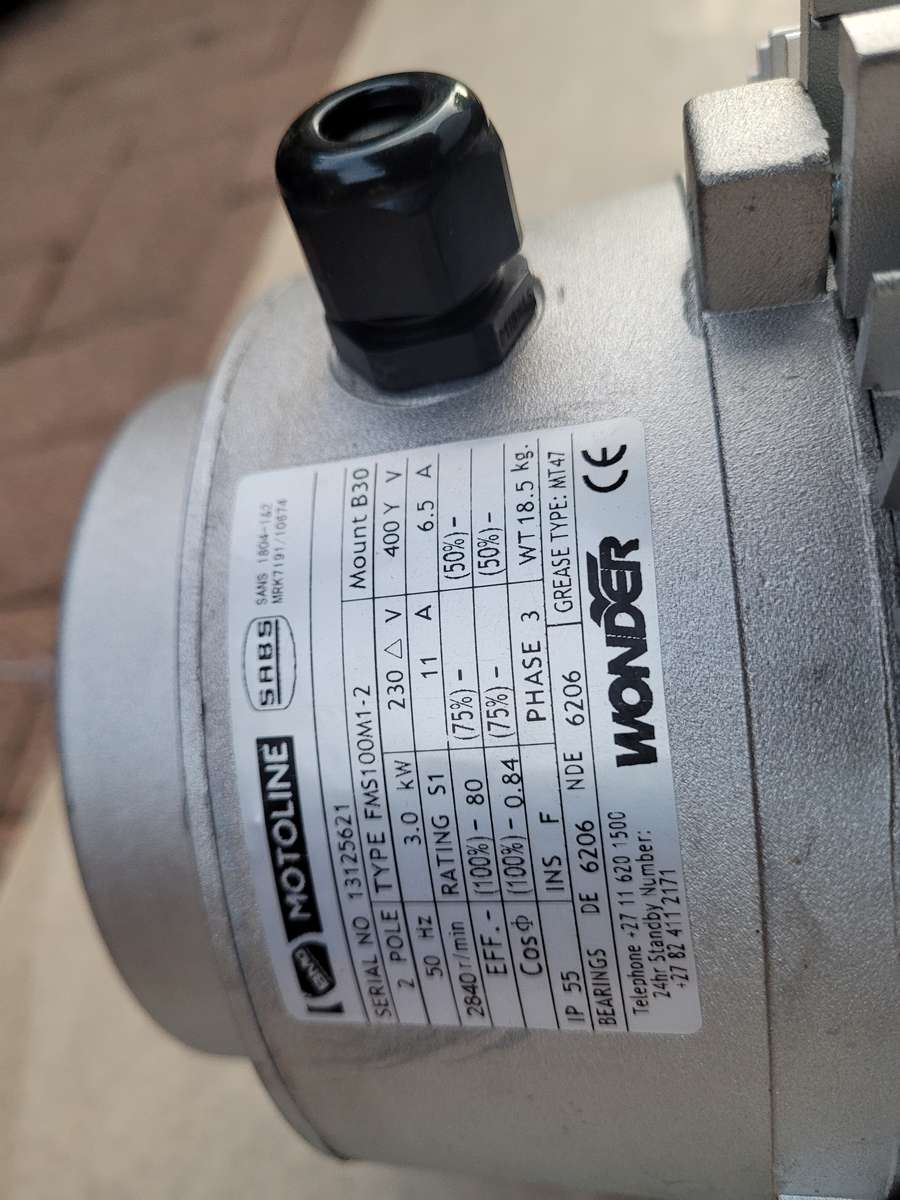 MOTOLINE SABS SANS 1804-1&2
MRK7191/10674
SERIAL NO 13125621
2 POLE TYPE FMS100M1-2 Mount B30
2 3.0 kW 230 △ V 400 Y V
50 Hz RATING S1 11 A 6.5 A
2840 r/min (100%) - 80 (75%) - (50%) -
EFF. - (100%) - 0.84 (75%) - (50%) -
CosΦ INS F PHASE 3 WT 18.5 kg.
IP 55
BEARINGS DE 6206 NDE 6206 GREASE TYPE: MT47
Telephone +27 11 620 1500
24hr Standby Number:
+27 82 411 2171
WONDER CE